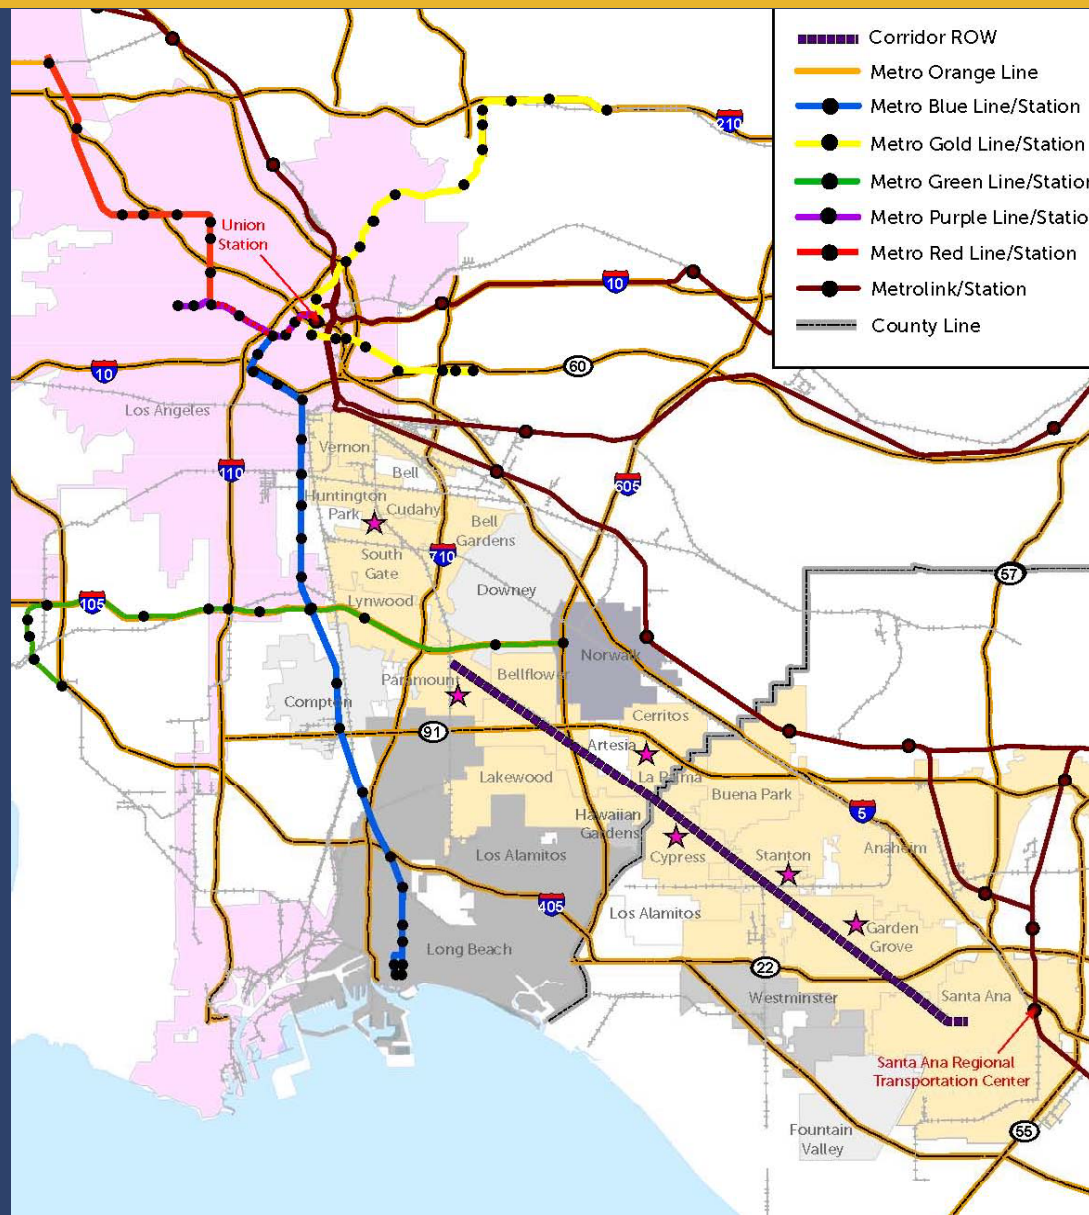 Corridor ROW
Metro Orange Line
Metro Blue Line/Station
Metro Gold Line/Station
Metro Green Line/Station
Metro Purple Line/Statio
Metro Red Line/Station
Metrolink/Station
County Line
210
Union
Station
10
60
10
Los Angeles
Vernon
110
Bell
605
Huntington
Park
Cudahy
Bell
Gardens
South
Gate
710
57
Downey
Lynwood
105
Norwalk
Paramount
Bellflower
Compton
Cerritos
91
Artesia
Lakewood
La Palma
Buena Park
5
Hawaiian
Gardens
Anaheim
Los Alamitos
Cypress
Stanton
405
Los Alamitos
Garden
Grove
Long Beach
22
Westminster
Santa Ana
Santa Ana Regional
Transportation Center
55
Fountain
Valley